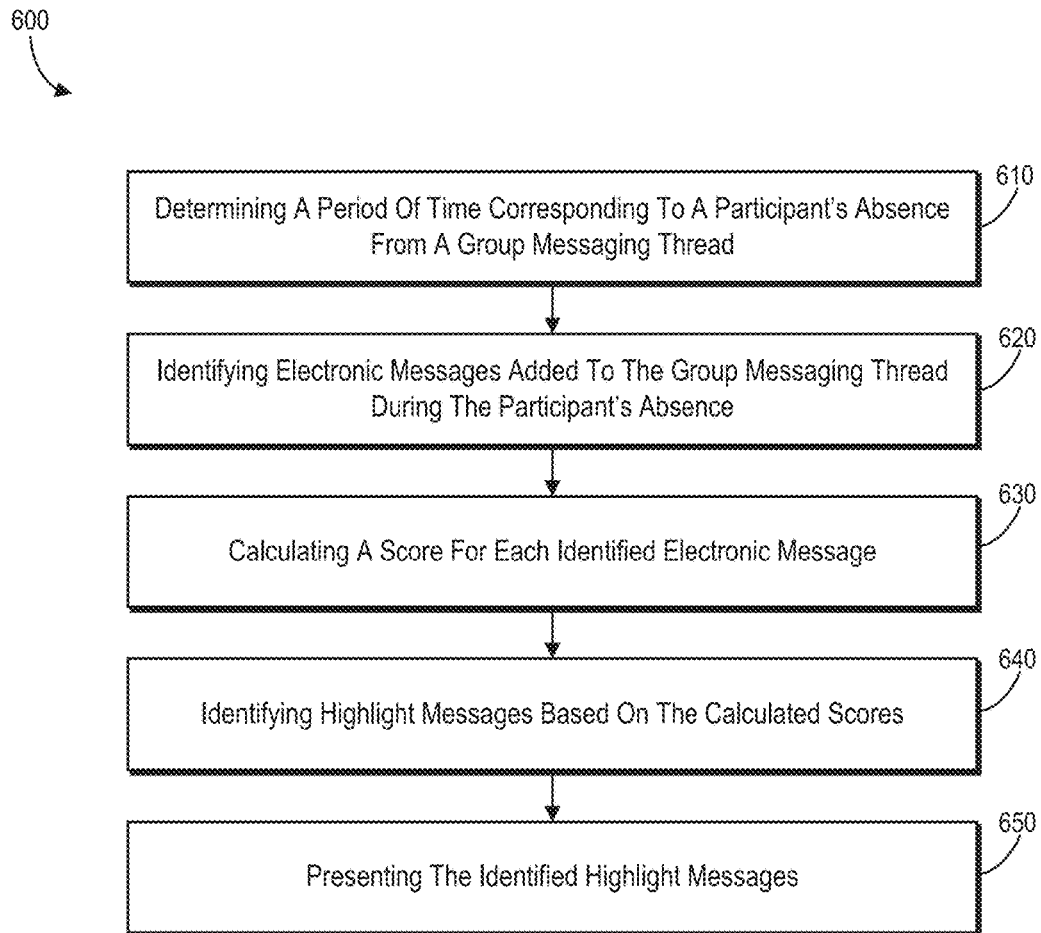 600
610
Determining A Period Of Time Corresponding To A Participant's Absence
From A Group Messaging Thread
620
Identifying Electronic Messages Added To The Group Messaging Thread
During The Participant's Absence
630
Calculating A Score For Each Identified Electronic Message
640
Identifying Highlight Messages Based On The Calculated Scores
650
Presenting The Identified Highlight Messages